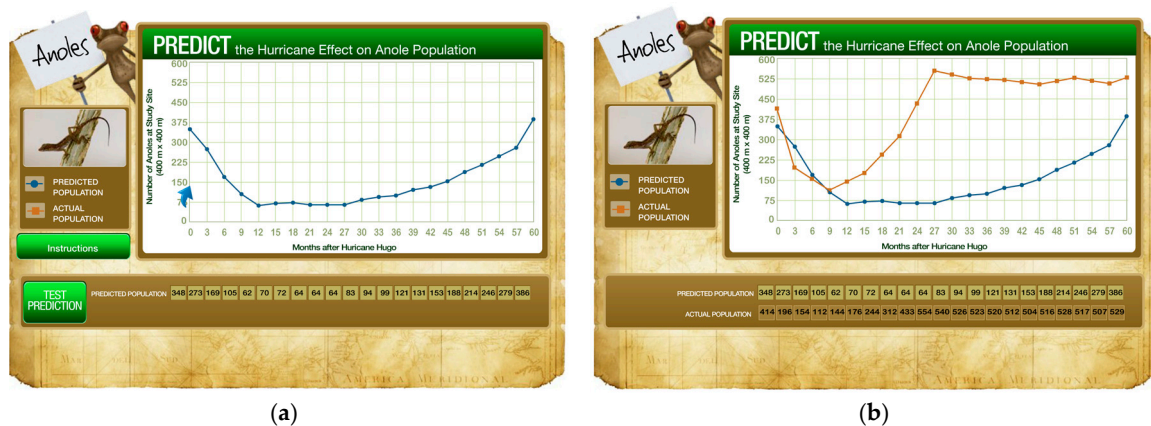 Anoles
PREDICT the Hurricane Effect on Anole Population
Number of Anoles at Study Site
(400 m x 400 m)
600
525
450
375
300
225
150
75
0
0 3 6 9 12 15 18 21 24 27 30 33 36 39 42 45 48 51 54 57 60
Months after Huricane Hugo
PREDICTED
POPULATION
ACTUAL
POPULATION
Instructions
TEST
PREDICTION
PREDICTED POPULATION 348 273 169 105 62 70 72 64 64 64 83 94 99 121 131 153 188 214 246 279 386
AMERICA MERIDIONAL
(a)
Anoles
PREDICT the Hurricane Effect on Anole Population
Number of Anoles at Study Site
(400 m x 400 m)
600
525
450
375
300
225
150
75
0
0 3 6 9 12 15 18 21 24 27 30 33 36 39 42 45 48 51 54 57 60
Months after Huricane Hugo
PREDICTED
POPULATION
ACTUAL
POPULATION
PREDICTED POPULATION 348 273 169 105 62 70 72 64 64 64 83 94 99 121 131 153 188 214 246 279 386
ACTUAL POPULATION 414 196 154 112 144 176 244 312 433 554 540 526 523 520 512 504 516 528 517 507 529
AMERICA MERIDIONAL
(b)